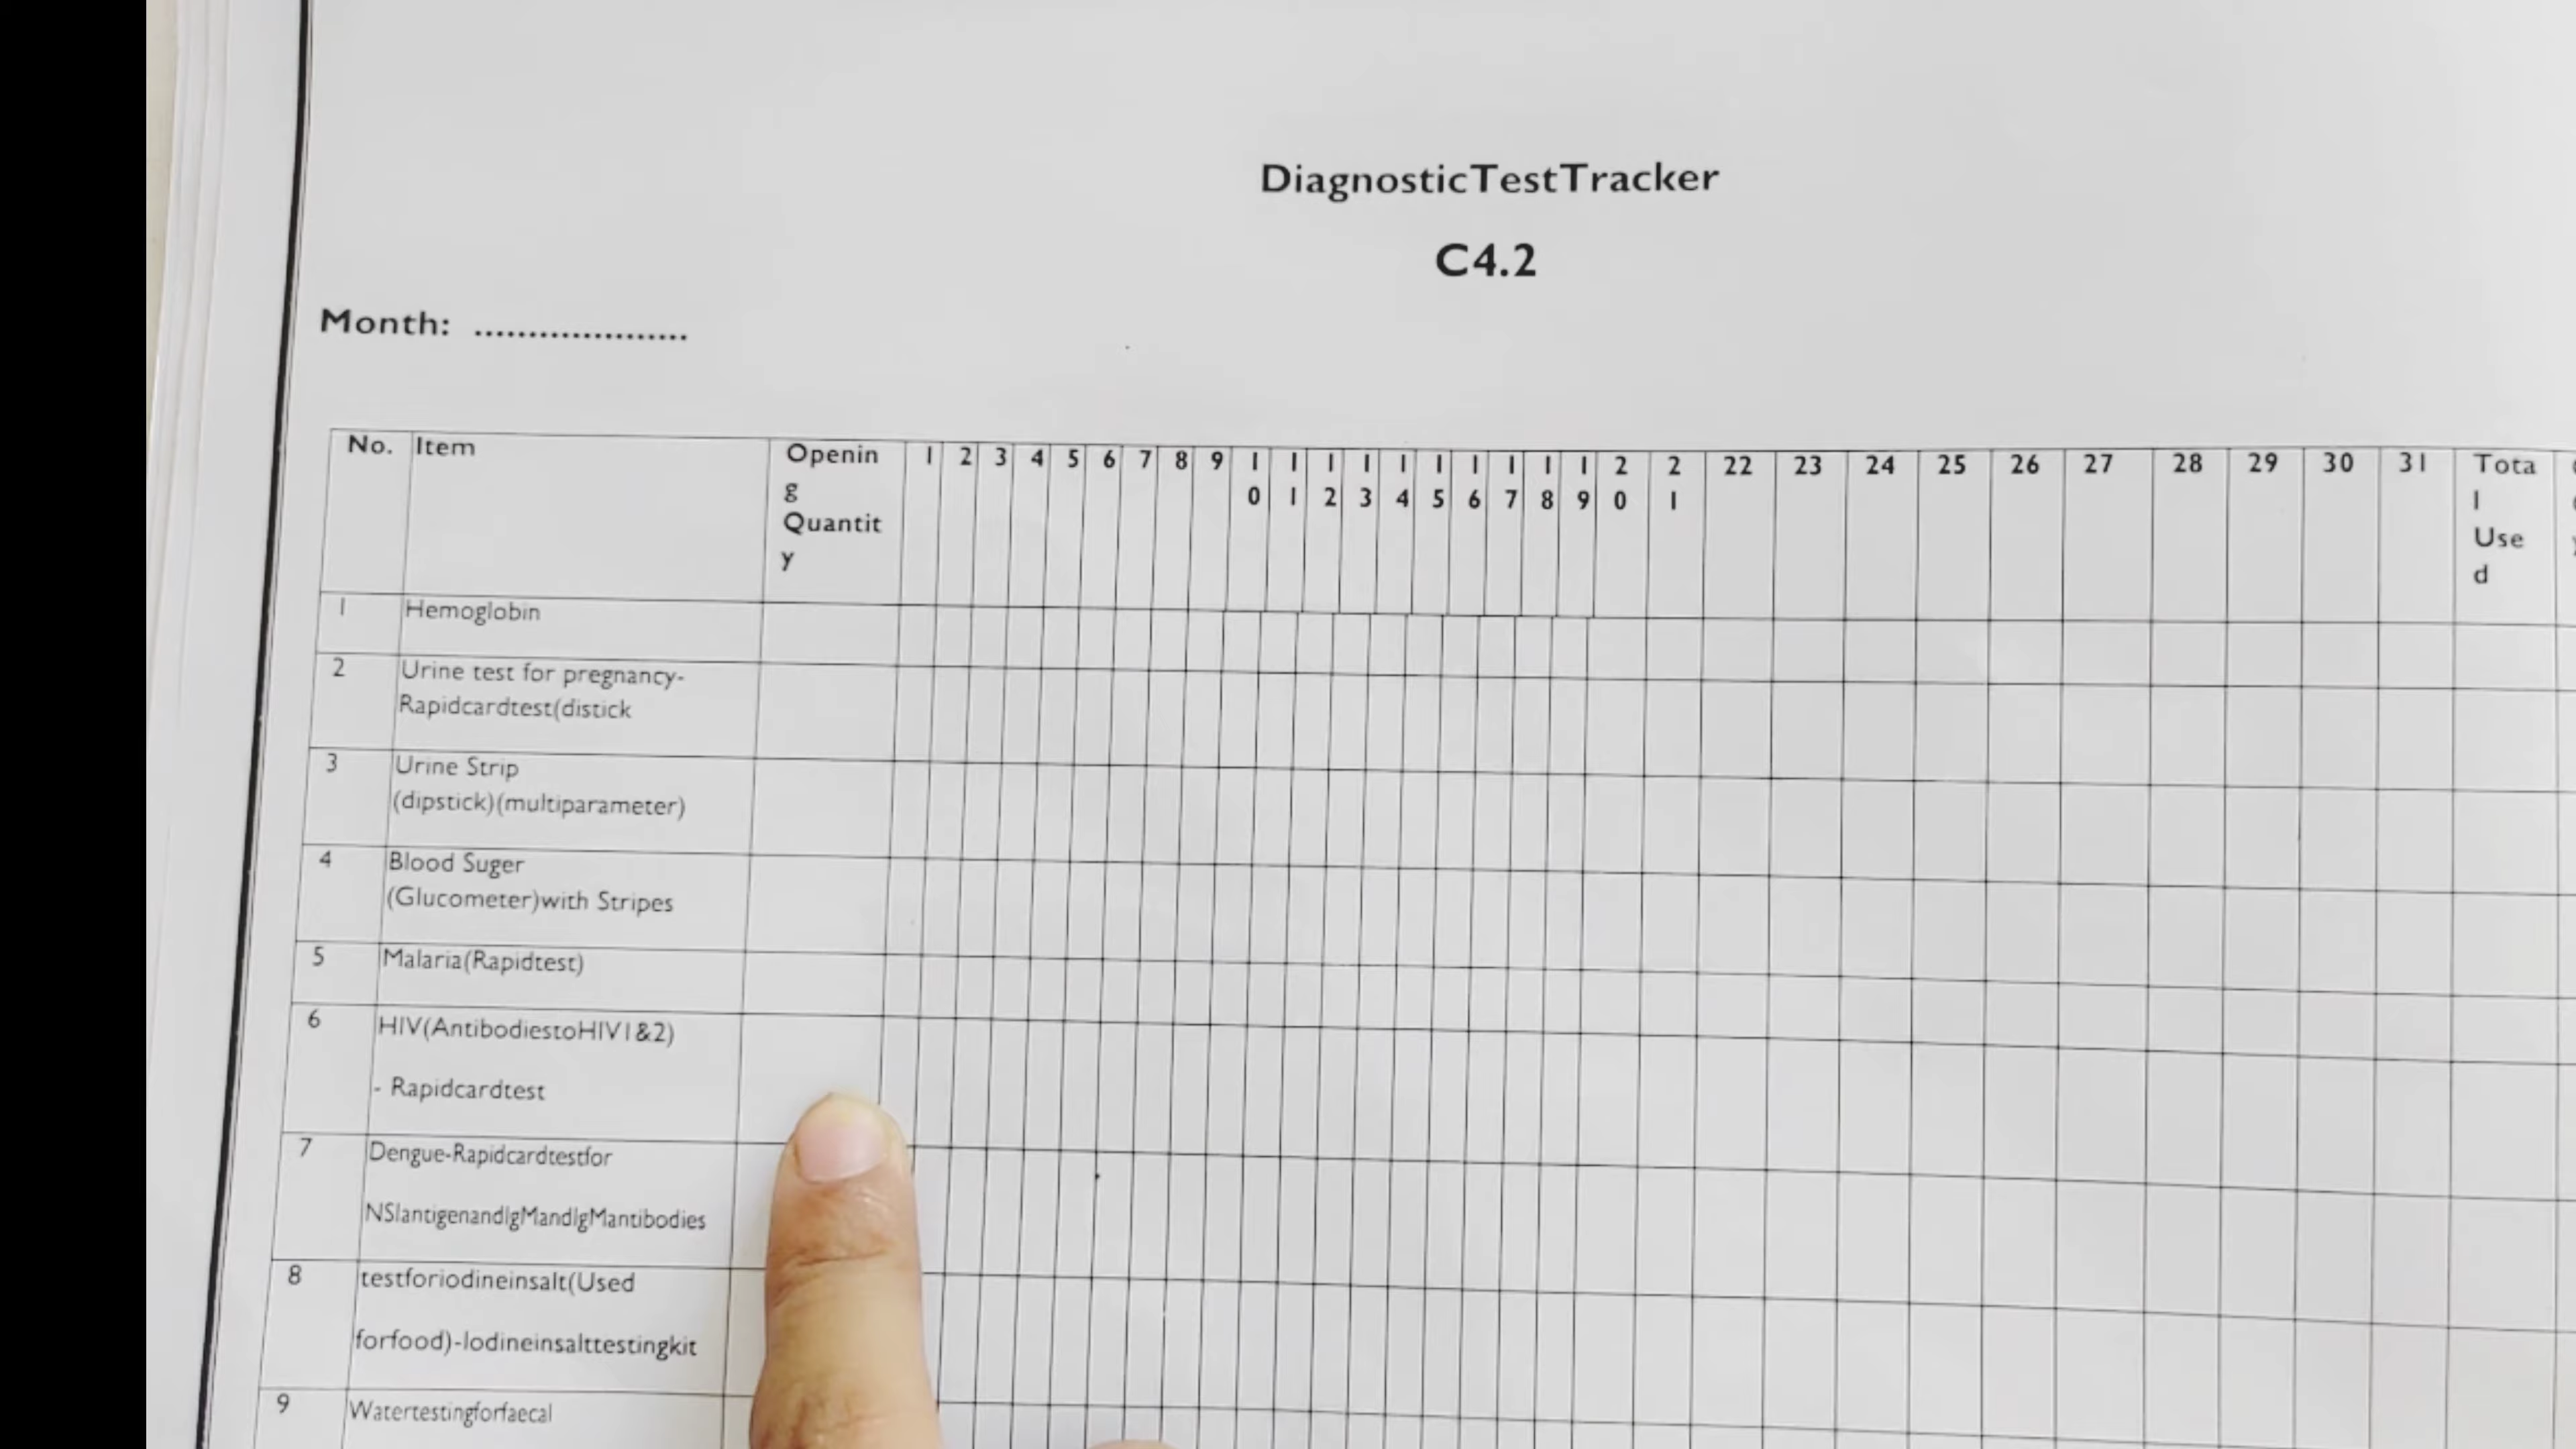 DiagnosticTestTracker
C4.2
Month: ....................
No. Item Openin 1 2 3 4 5 6 7 8 9 1 1 1 1 1 1 1 1 1 1 2 2 22 23 24 25 26 27 28 29 30 31 Tota
g 0 1 2 3 4 5 6 7 8 9 0 1 l
Quantit Use
y d
1 Hemoglobin
2 Urine test for pregnancy-
Rapidcardtest(distick
3 Urine Strip
(dipstick)(multiparameter)
4 Blood Suger
(Glucometer)with Stripes
5 Malaria(Rapidtest)
6 HIV(AntibodiestoHIV1&2)
- Rapidcardtest
7 Dengue-Rapidcardtestfor
NSIantigenandIgMandIgMantibodies
8 testforiodineinsalt(Used
forfood)-Iodineinsalttestingkit
9 Watertestingforfaecal